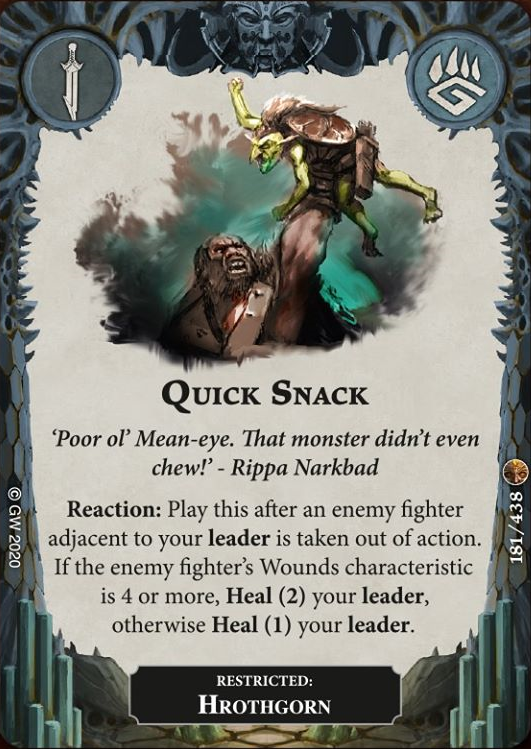 Quick Snack
‘Poor ol’ Mean-eye. That monster didn’t even
chew!’ - Rippa Narkbad
Reaction: Play this after an enemy fighter
adjacent to your leader is taken out of action.
If the enemy fighter’s Wounds characteristic
is 4 or more, Heal (2) your leader,
otherwise Heal (1) your leader.
© GW 2020
181/438
RESTRICTED:
Hrothgorn